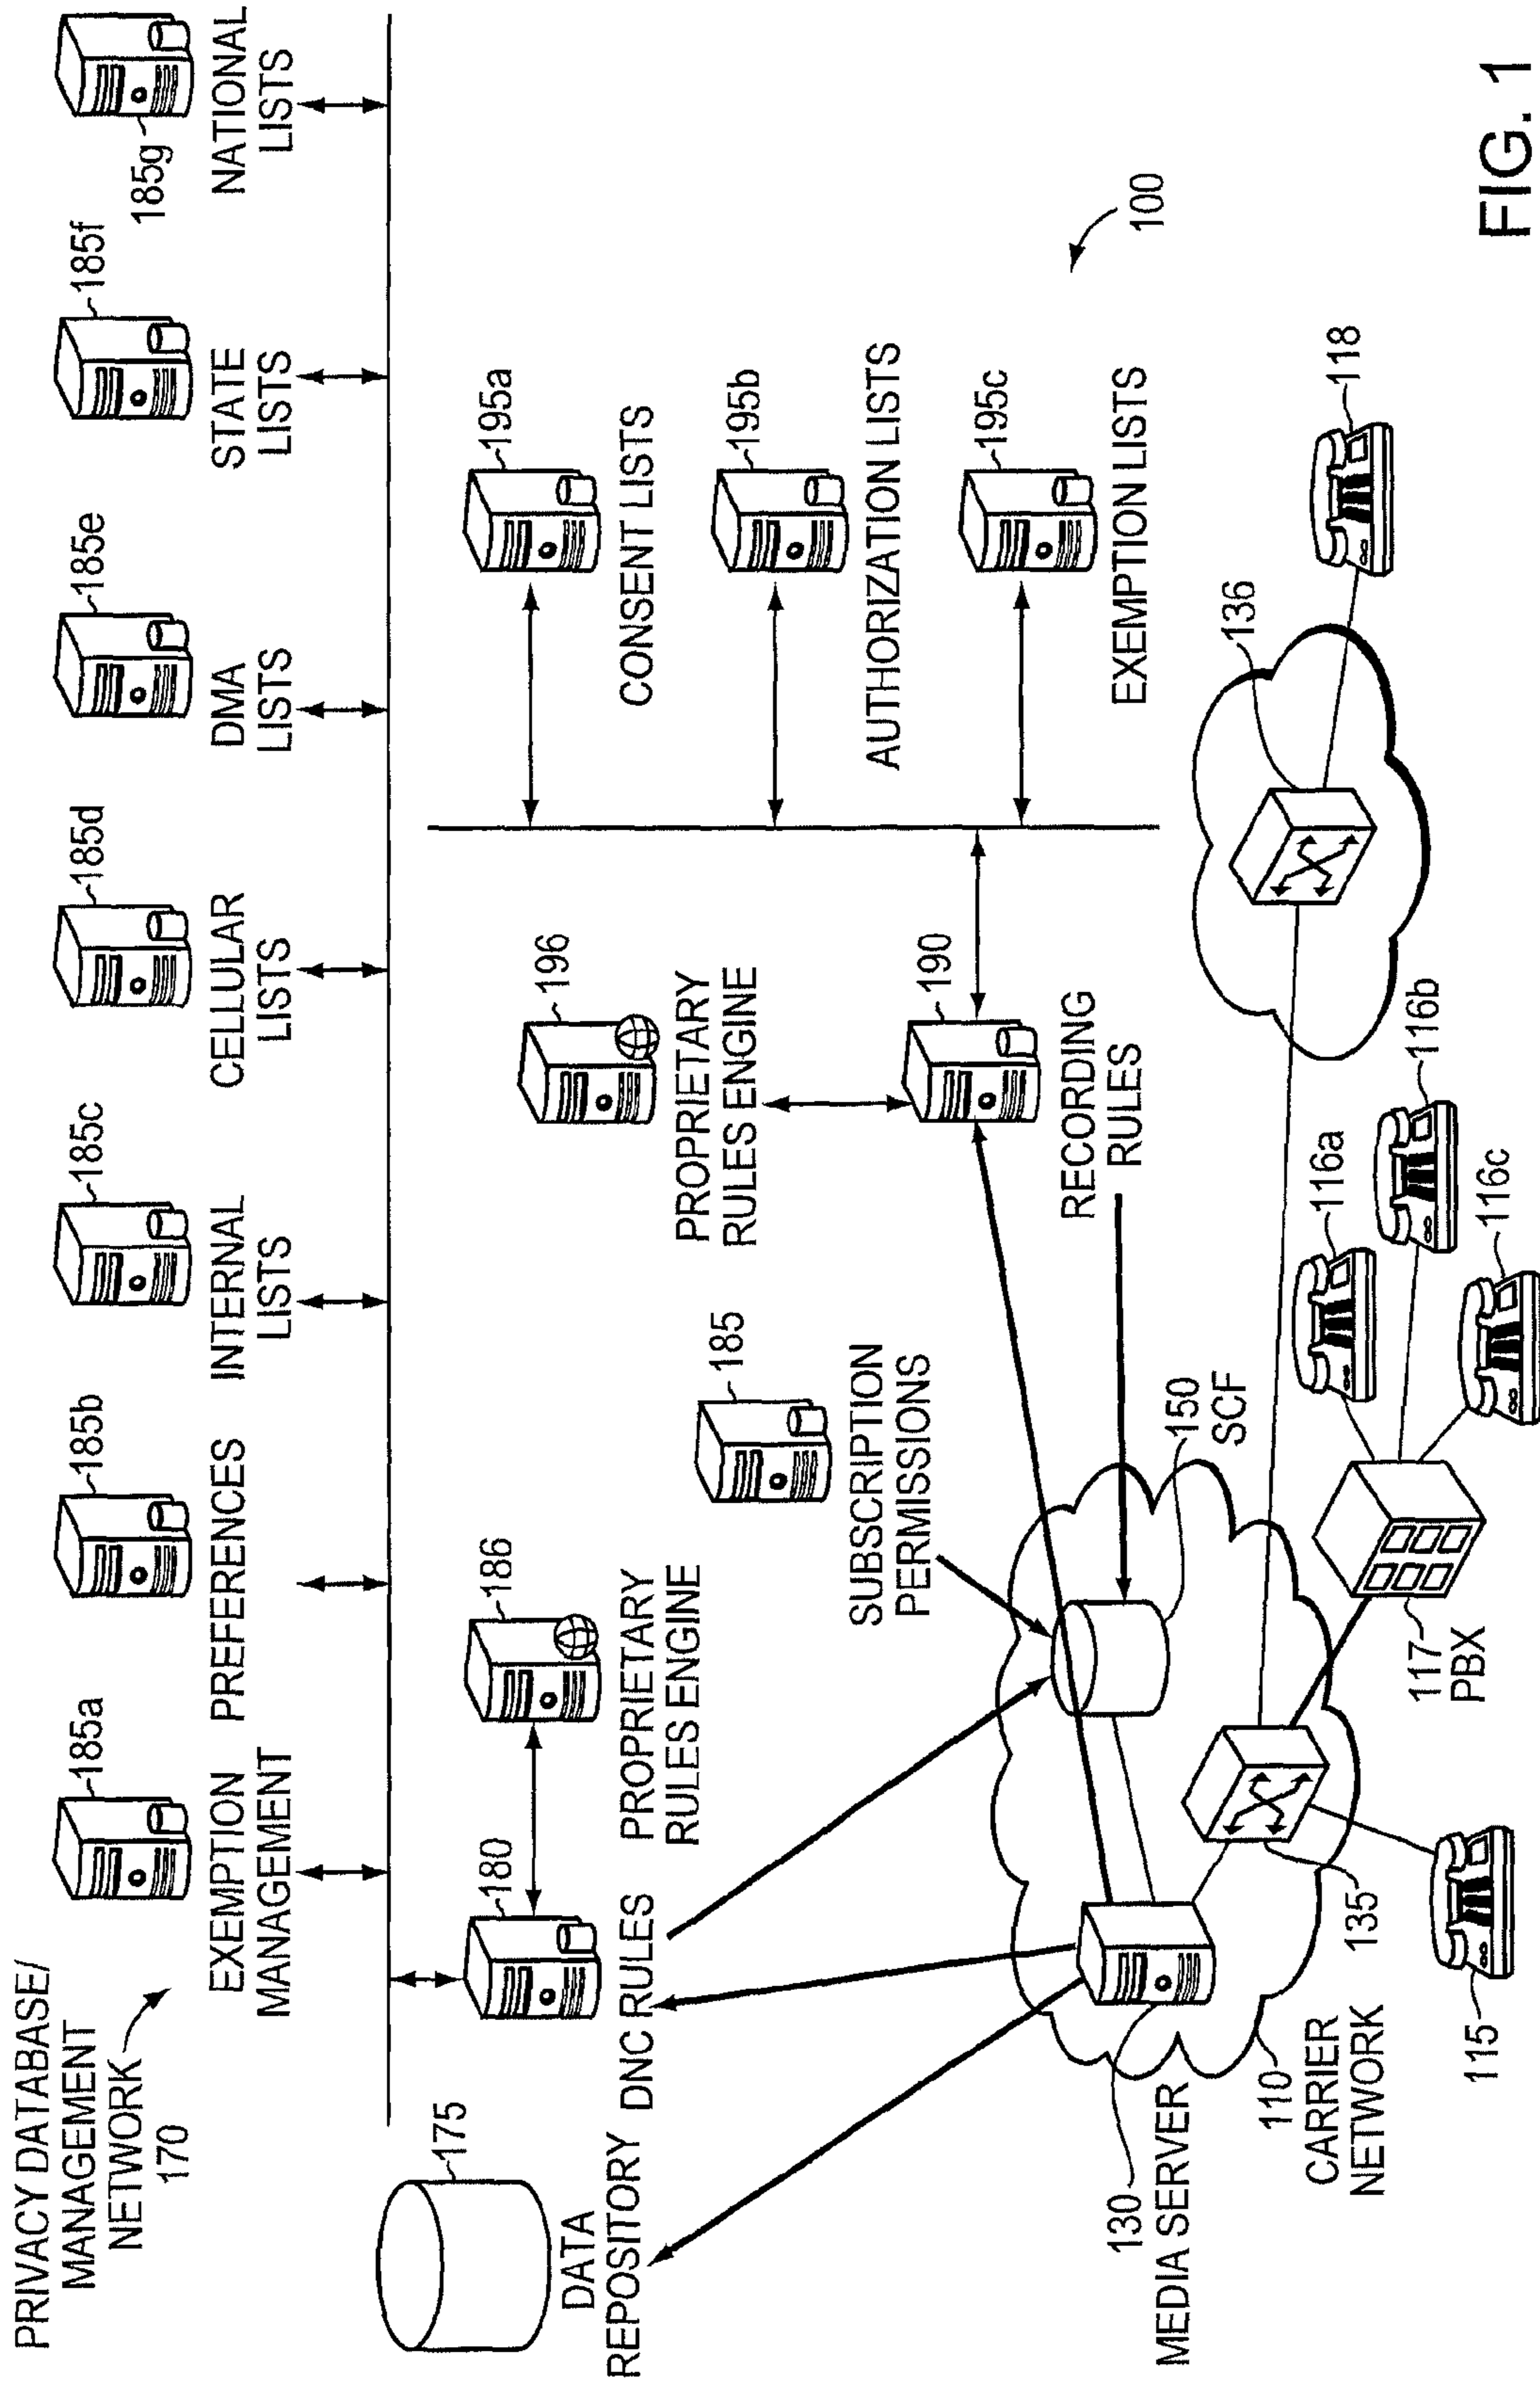 PRIVACY DATABASE/
MANAGEMENT
NETWORK
170
185a
EXEMPTION
MANAGEMENT
185b
PREFERENCES
185c
INTERNAL
LISTS
185d
CELLULAR
LISTS
185e
DMA
LISTS
185f
STATE
LISTS
185g
NATIONAL
LISTS
175
DATA
REPOSITORY
180
DNC RULES
186
PROPRIETARY
RULES ENGINE
185
SUBSCRIPTION
PERMISSIONS
196
PROPRIETARY
RULES ENGINE
190
RECORDING
RULES
195a
CONSENT LISTS
195b
AUTHORIZATION LISTS
195c
EXEMPTION LISTS
100
130
MEDIA SERVER
110
CARRIER
NETWORK
135
150
SCF
115
117
PBX
116a
116b
116c
136
118
FIG. 1